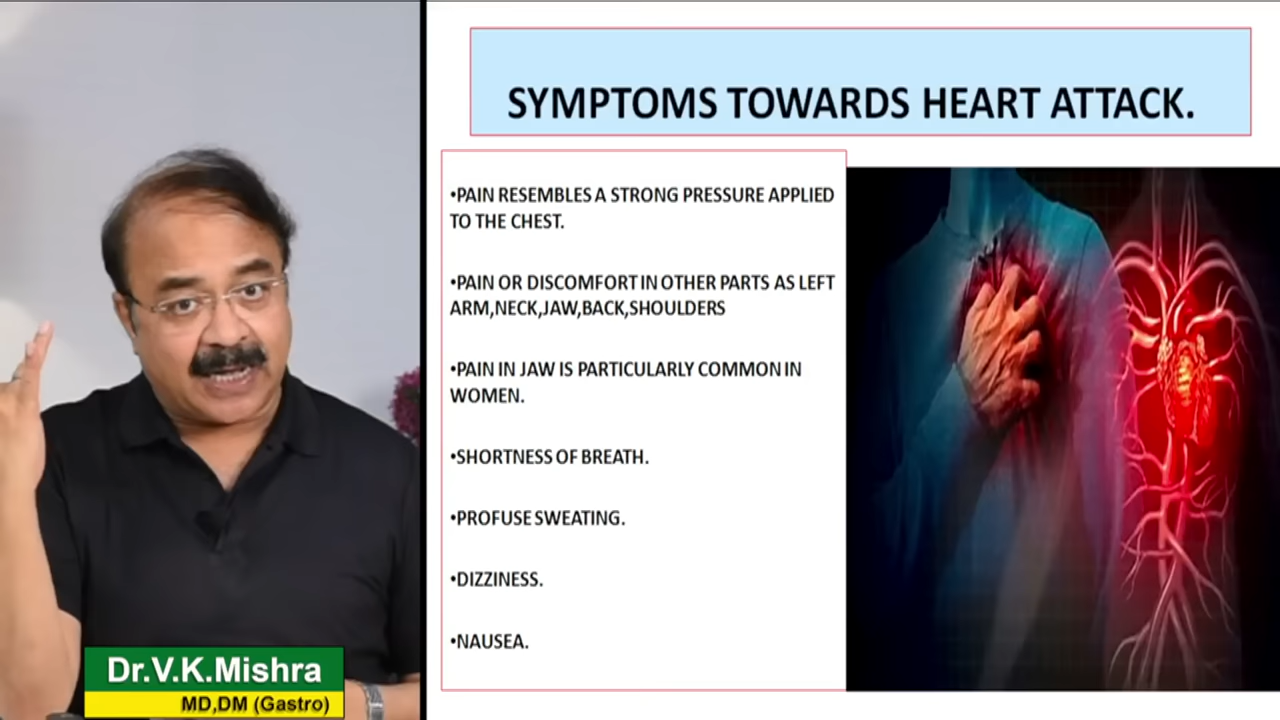 SYMPTOMS TOWARDS HEART ATTACK.
•PAIN RESEMBLES A STRONG PRESSURE APPLIED
TO THE CHEST.
•PAIN OR DISCOMFORT IN OTHER PARTS AS LEFT
ARM,NECK,JAW,BACK,SHOULDERS
•PAIN IN JAW IS PARTICULARLY COMMON IN
WOMEN.
•SHORTNESS OF BREATH.
•PROFUSE SWEATING.
•DIZZINESS.
•NAUSEA.
Dr.V.K.Mishra
MD,DM (Gastro)